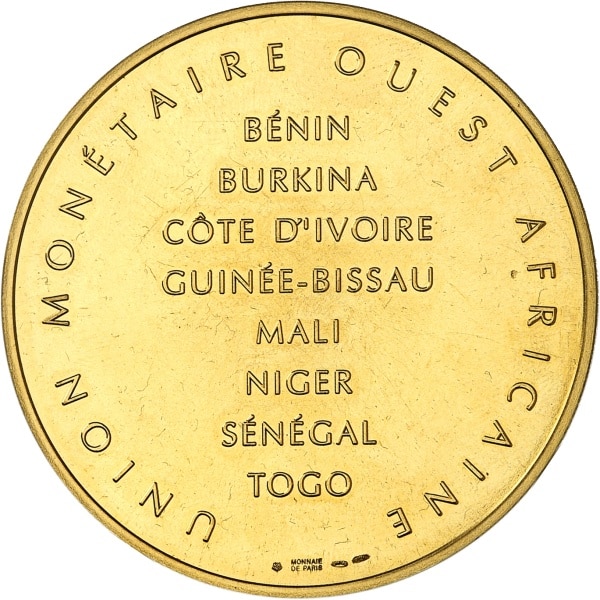 UNION MONÉTAIRE OUEST AFRICAINE
BÉNIN
BURKINA
CÔTE D'IVOIRE
GUINÉE-BISSAU
MALI
NIGER
SÉNÉGAL
TOGO
MONNAIE
DE PARIS